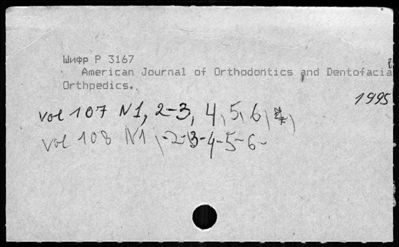 Шифр Р 3167
American Journal of Orthodontics and Dentofacia
Orthpedics.
1995
vol 107 N1, 2-3, 4, 5, 6,
vol 108 N1, -2-3-4-5-6-